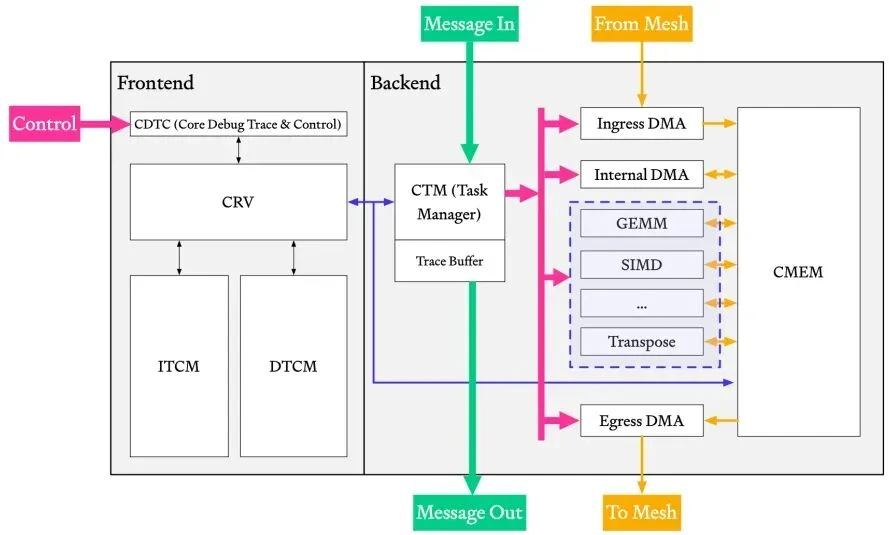 Message In
From Mesh
Frontend
Backend
Control
CDTC (Core Debug Trace & Control)
CRV
ITCM
DTCM
CTM (Task
Manager)
Trace Buffer
Ingress DMA
Internal DMA
GEMM
SIMD
...
Transpose
Egress DMA
CMEM
Message Out
To Mesh